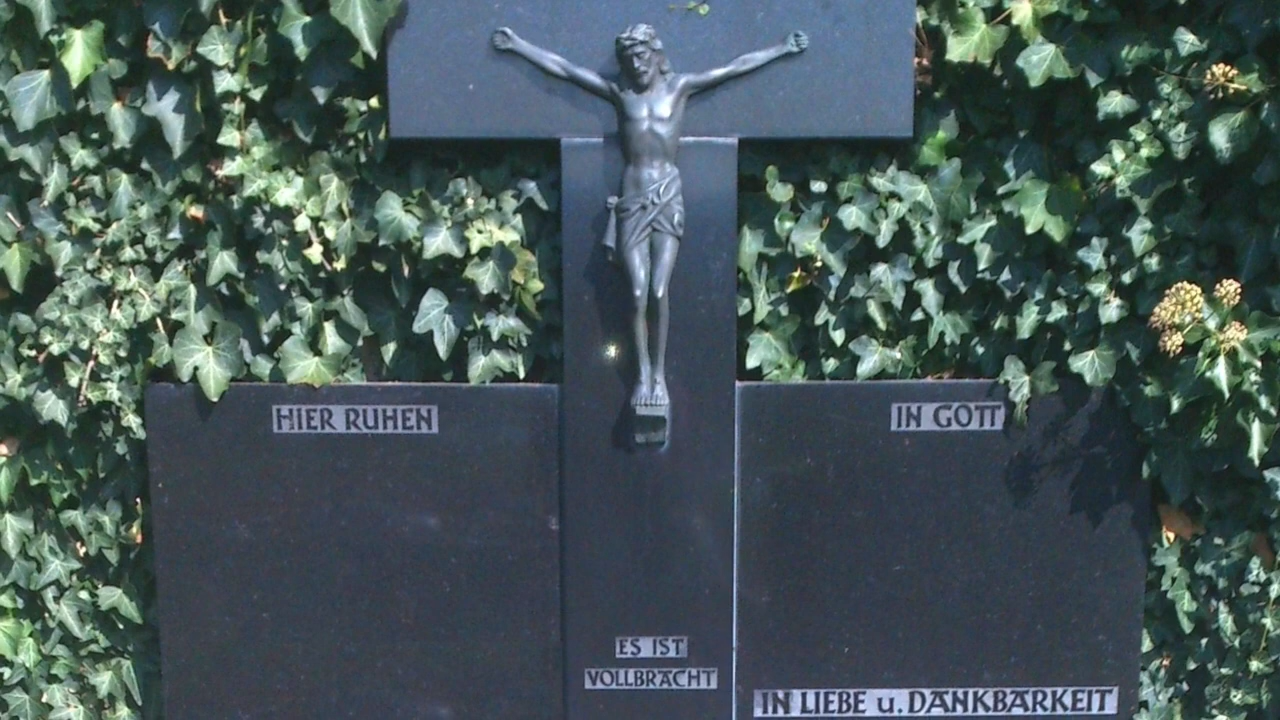 HIER RUHEN
IN GOTT
ES IST
VOLLBRACHT
IN LIEBE u. DANKBARKEIT